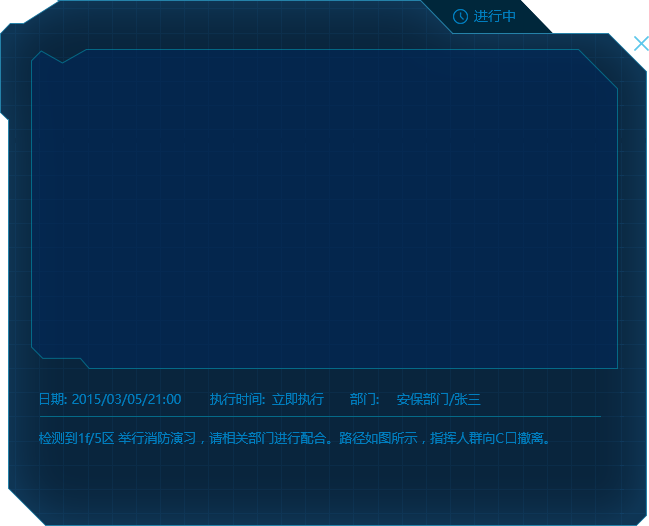 进行中
日期: 2015/03/05/21:00 执行时间: 立即执行 部门: 安保部门/张三
检测到1f/5区 举行消防演习，请相关部门进行配合。路径如图所示，指挥人群向C口撤离。